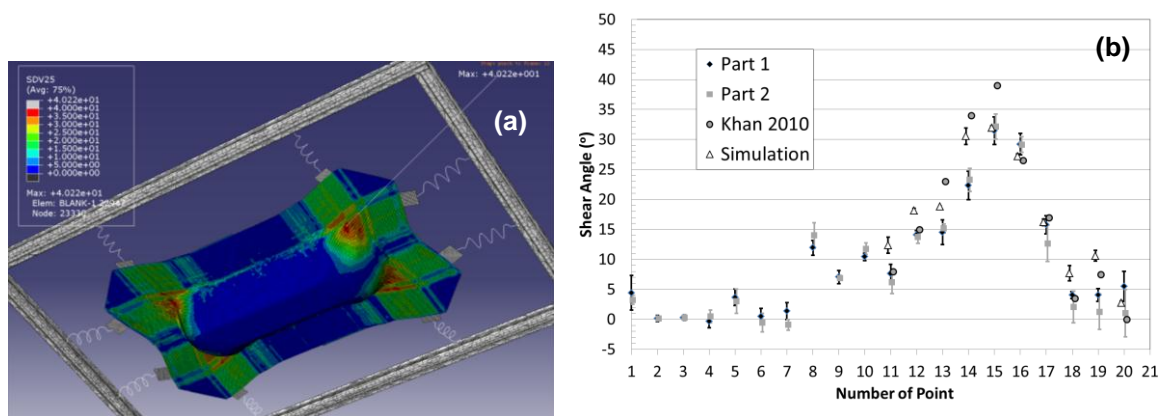 SDV25
(Avg: 75%)
+4.022e+01
+4.000e+01
+3.500e+01
+3.000e+01
+2.500e+01
+2.000e+01
+1.500e+01
+1.000e+01
+5.000e+00
+0.000e+00
Max: +4.022e+01
Elem: BLANK-1
Node: 23330
Max: +4.022e+001
(a)
(b)
50
45
40
35
30
25
20
15
10
5
0
-5
Shear Angle (°)
Part 1
Part 2
Khan 2010
Simulation
1 2 3 4 5 6 7 8 9 10 11 12 13 14 15 16 17 18 19 20 21
Number of Point